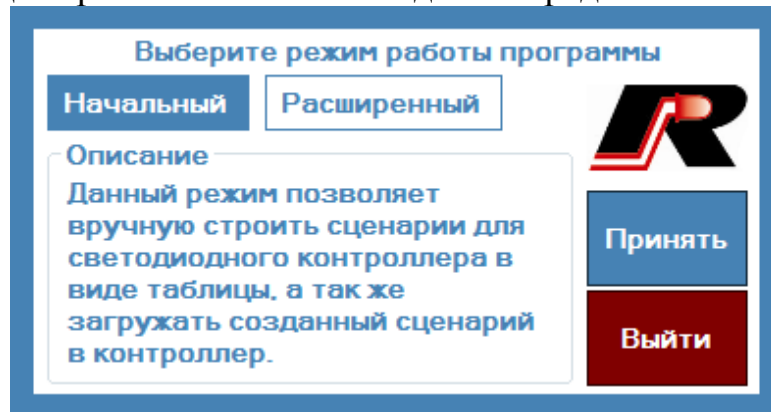 Выберите режим работы программы
Начальный
Расширенный
Описание
Данный режим позволяет
вручную строить сценарии для
светодиодного контроллера в
виде таблицы, а так же
загружать созданный сценарий
в контроллер.
Принять
Выйти